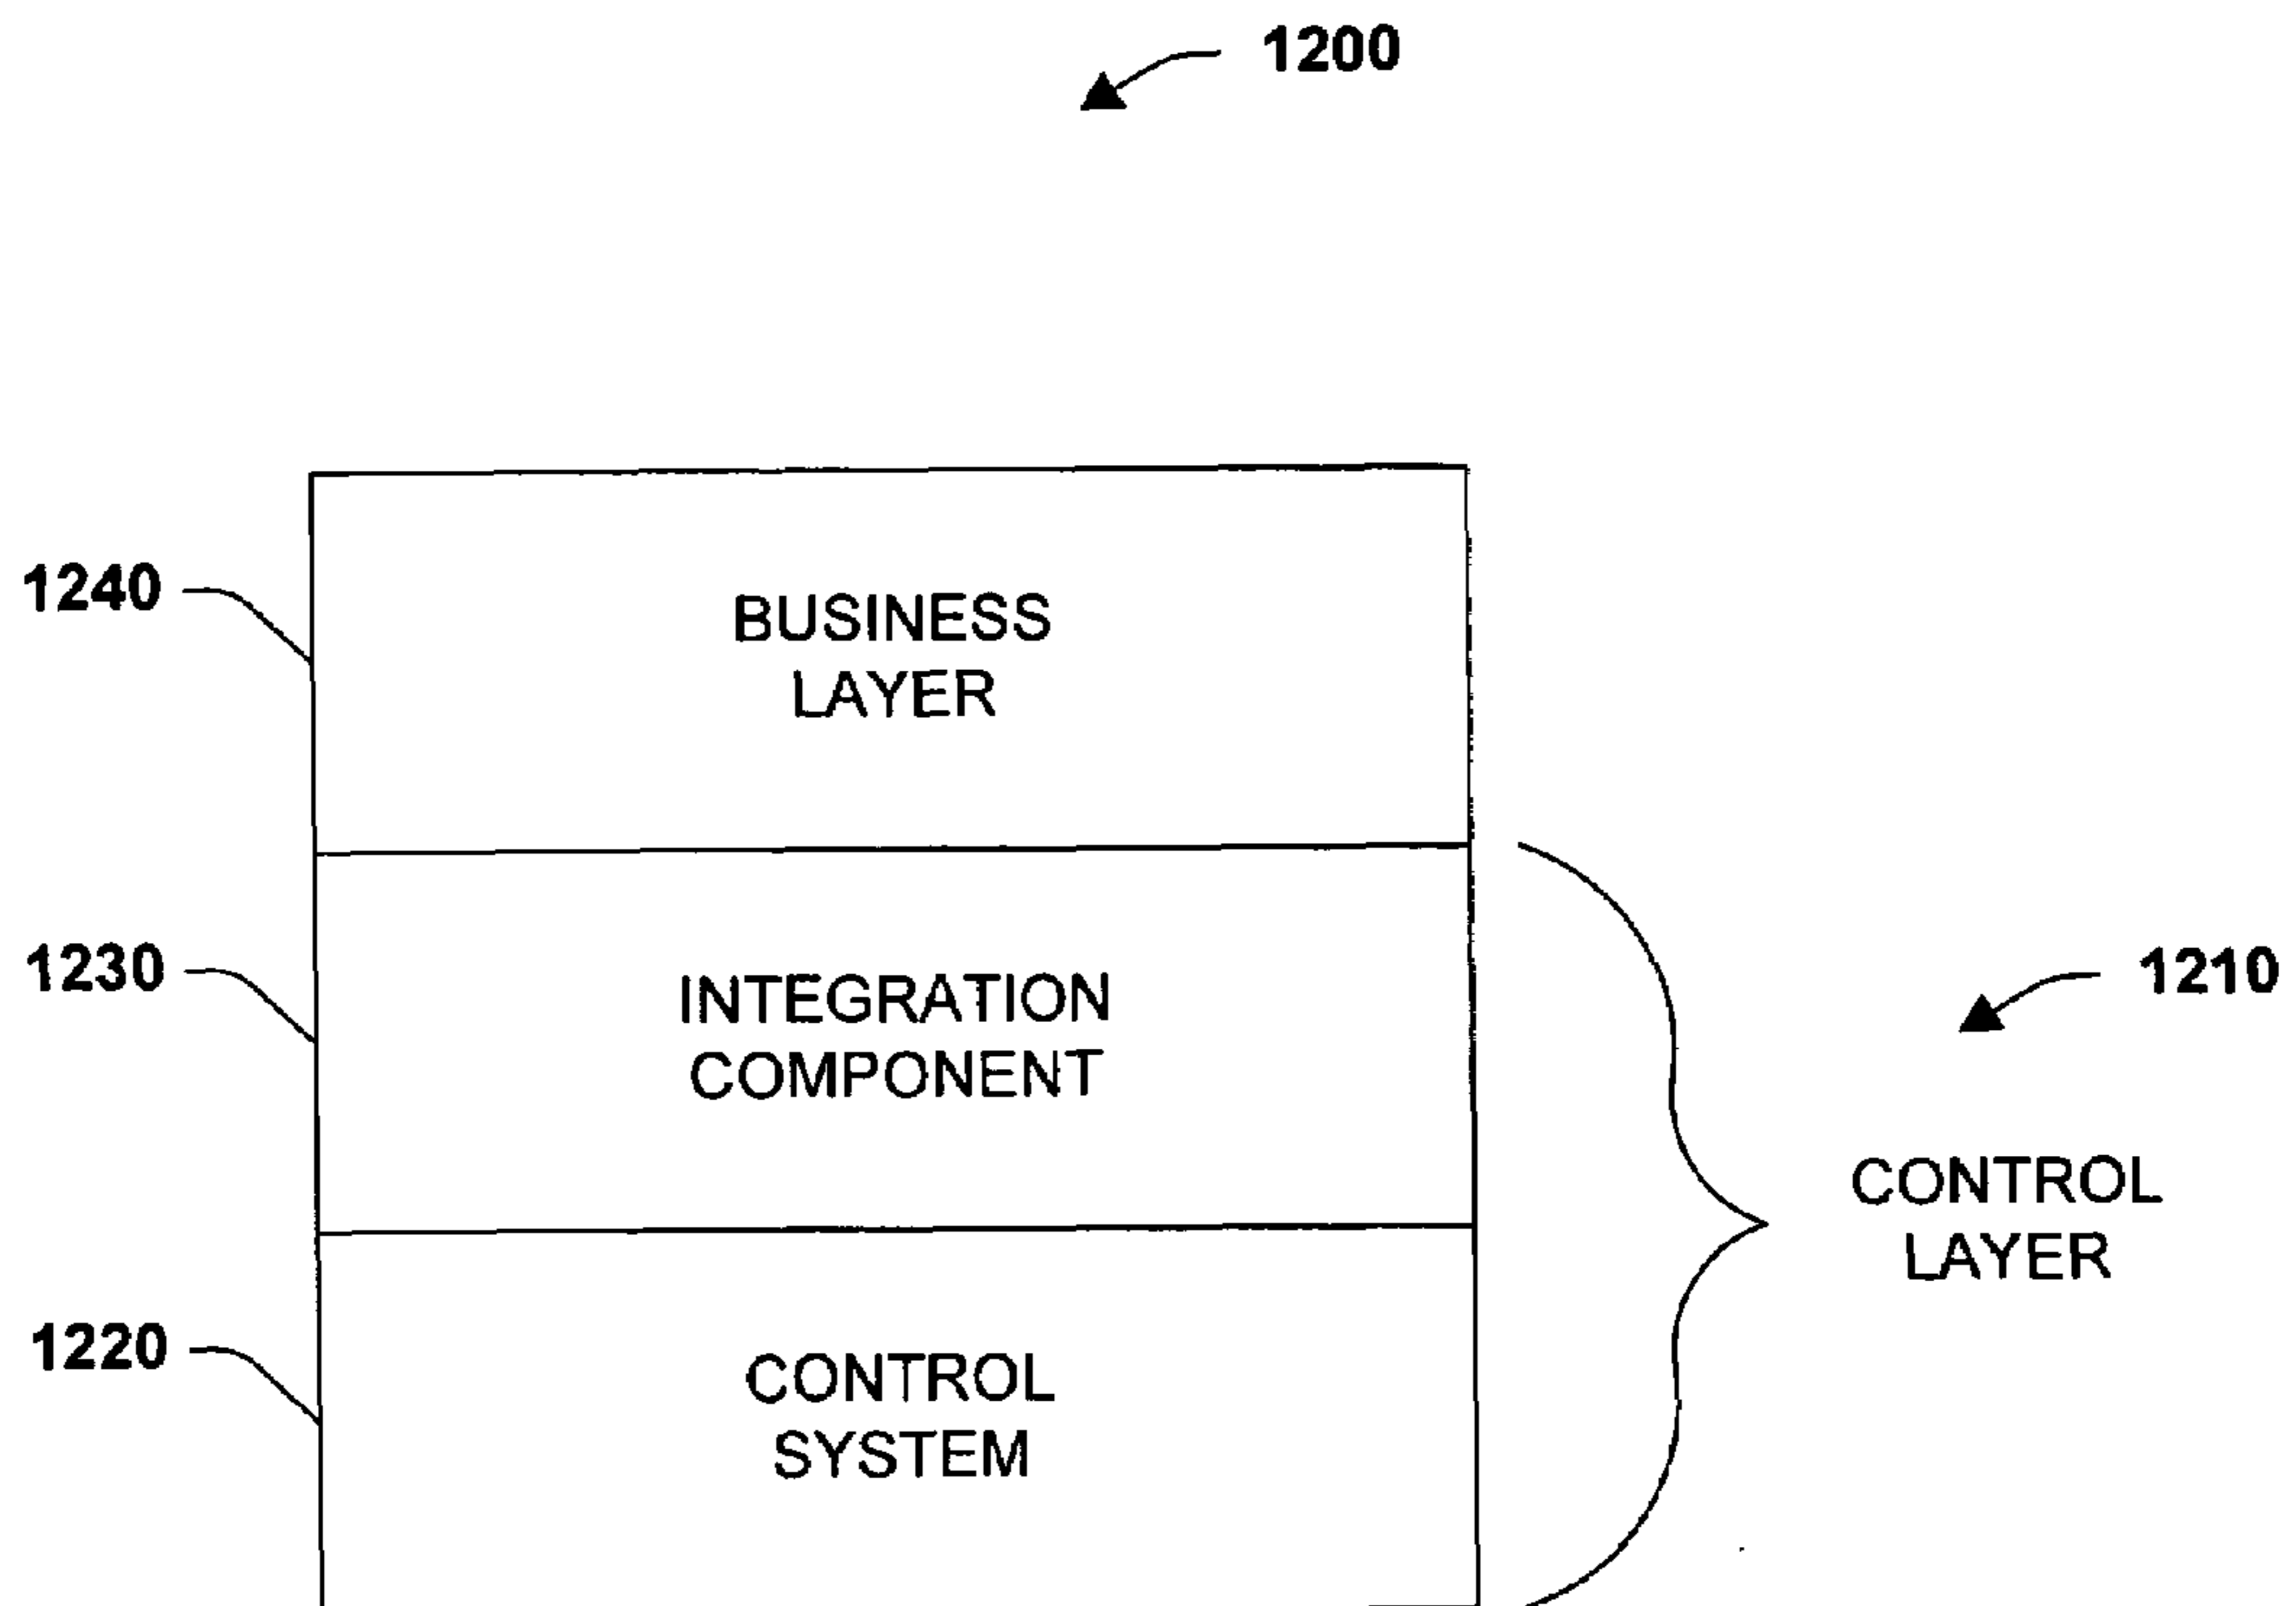 1200
1240
BUSINESS
LAYER
1230
INTEGRATION
COMPONENT
1210
CONTROL
LAYER
1220
CONTROL
SYSTEM